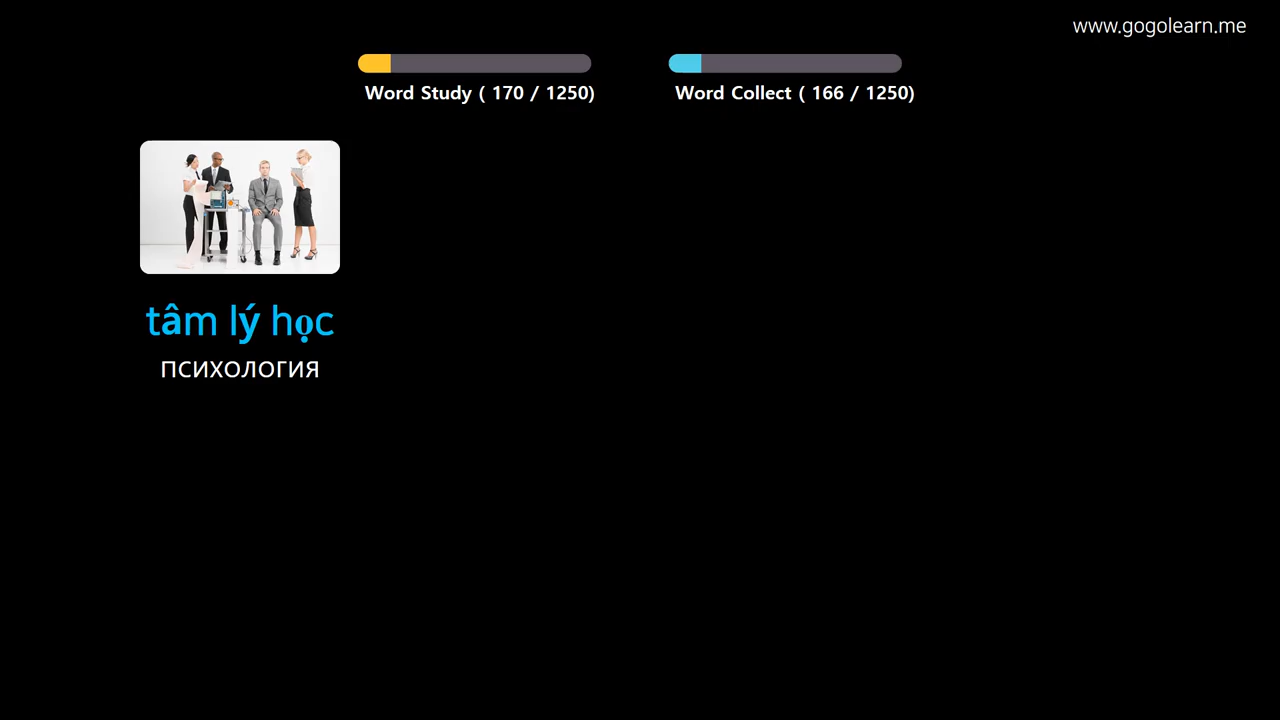 www.gogolearn.me
Word Study ( 170 / 1250)
Word Collect ( 166 / 1250)
tâm lý học
психология